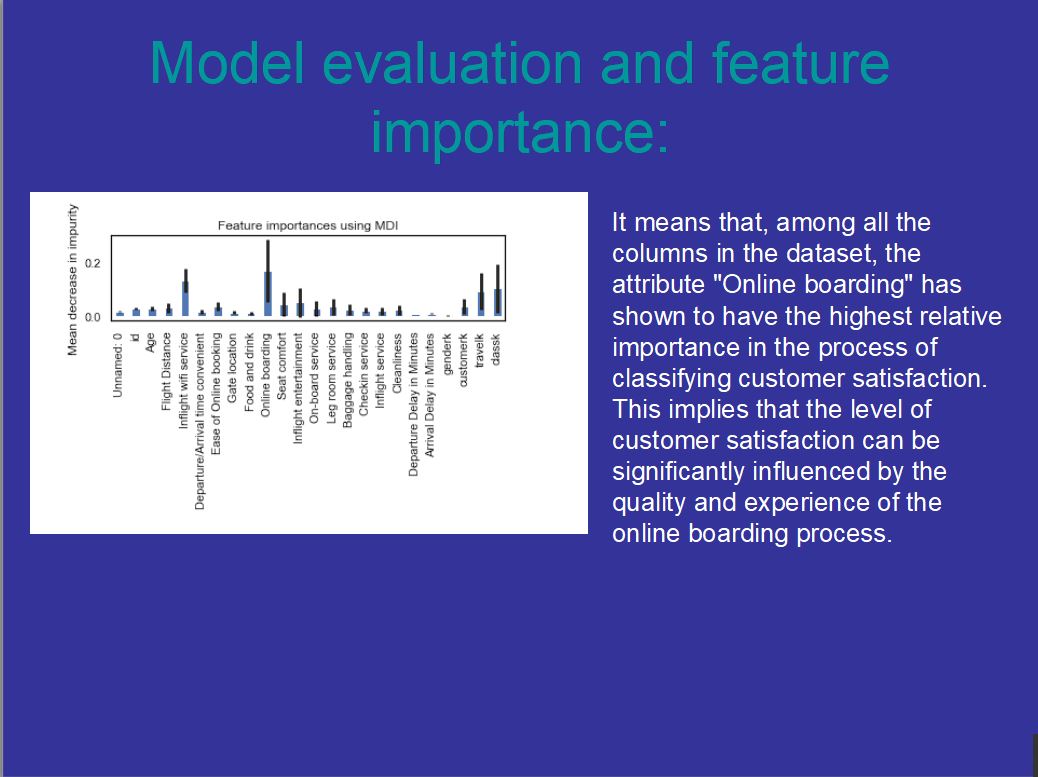 Model evaluation and feature
importance:
Feature importances using MDI
Mean decrease in impurity
0.2
0.0
Unnamed: 0
id
Age
Flight Distance
Inflight wifi service
Departure/Arrival time convenient
Ease of Online booking
Gate location
Food and drink
Online boarding
Seat comfort
Inflight entertainment
On-board service
Leg room service
Baggage handling
Checkin service
Inflight service
Cleanliness
Departure Delay in Minutes
Arrival Delay in Minutes
genderk
customerk
travelk
classk
It means that, among all the
columns in the dataset, the
attribute "Online boarding" has
shown to have the highest relative
importance in the process of
classifying customer satisfaction.
This implies that the level of
customer satisfaction can be
significantly influenced by the
quality and experience of the
online boarding process.